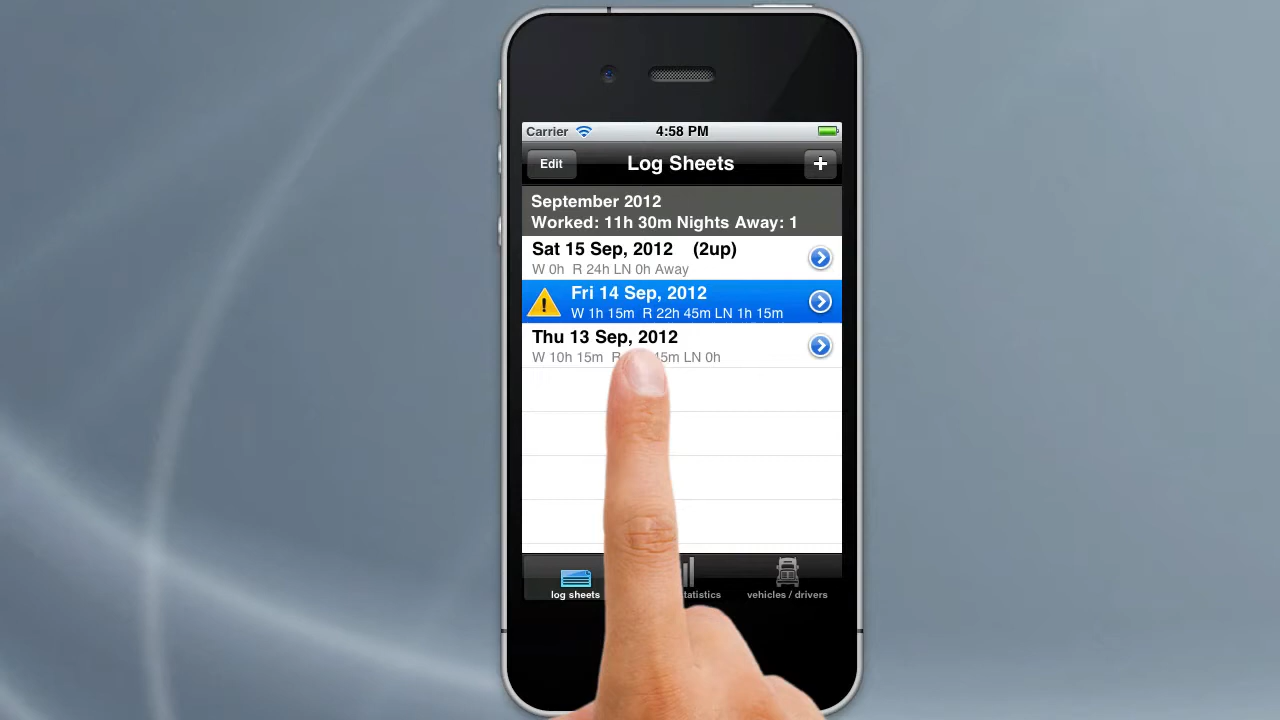 Carrier 4:58 PM
Edit Log Sheets +
September 2012
Worked: 11h 30m Nights Away: 1
Sat 15 Sep, 2012 (2up)
W 0h R 24h LN 0h Away
Fri 14 Sep, 2012
W 1h 15m R 22h 45m LN 1h 15m
Thu 13 Sep, 2012
W 10h 15m R 45m LN 0h
log sheets statistics vehicles / drivers